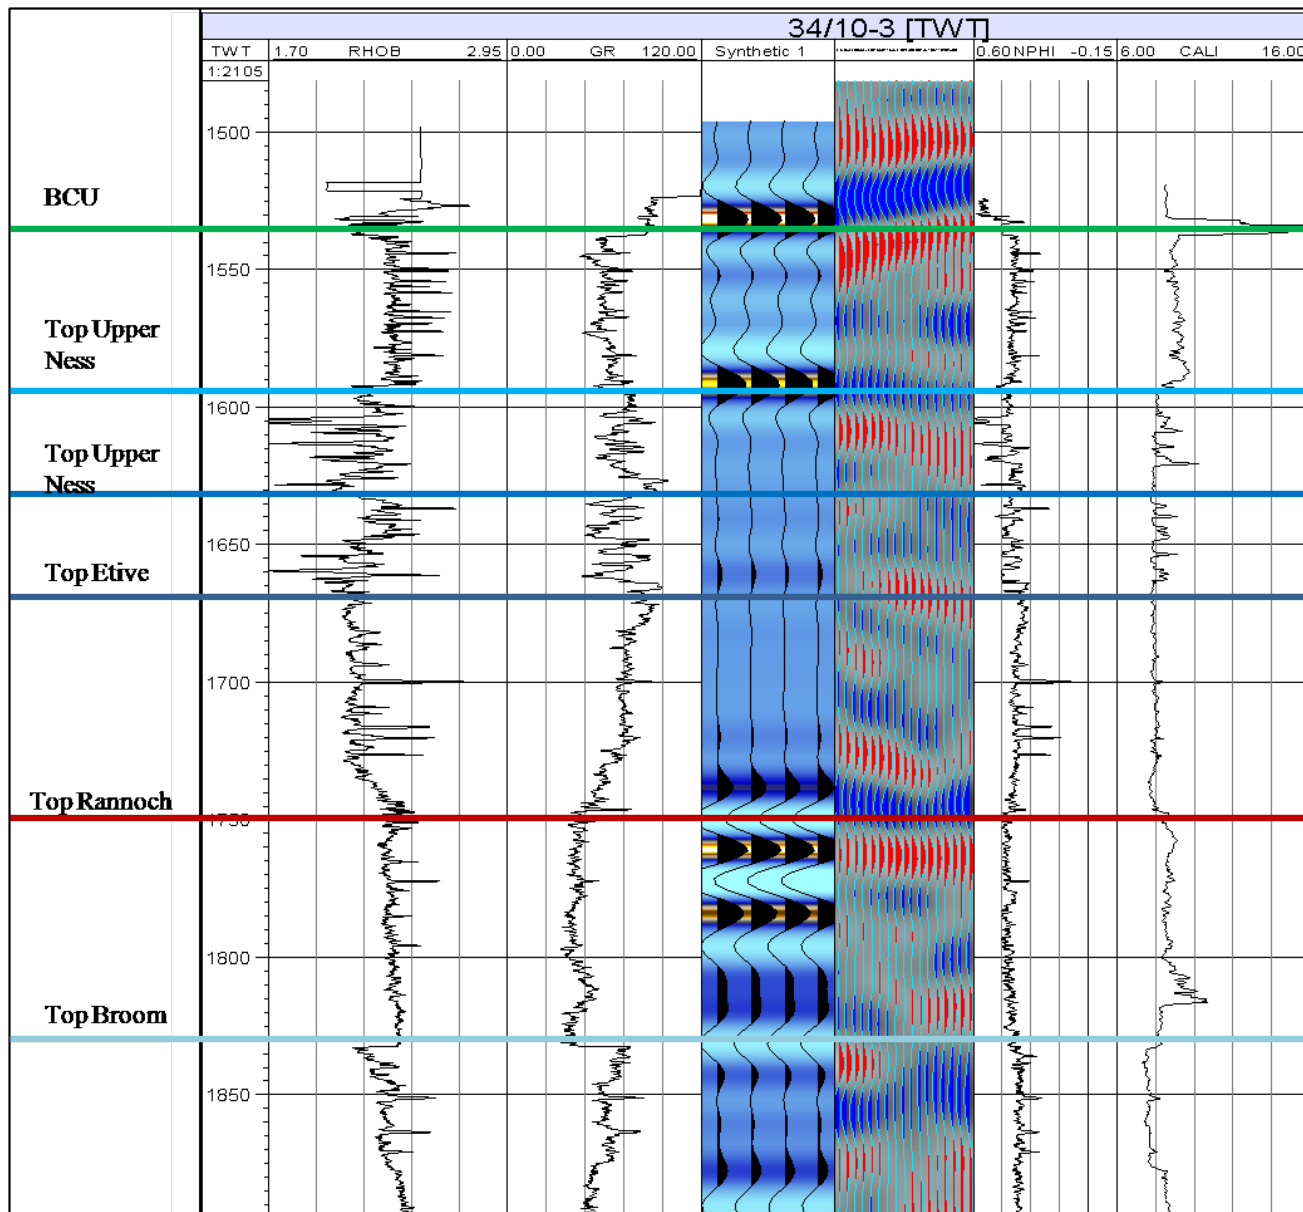 34/10-3 [TWT]
TWT 1.70 RHOB 2.95 0.00 GR 120.00 Synthetic 1 0.60 NPHI -0.15 6.00 CALI 16.00
1:2105
1500
BCU
1550
Top Upper
Ness
1600
Top Upper
Ness
1650
Top Etive
1700
Top Rannoch
1750
1800
Top Broom
1850